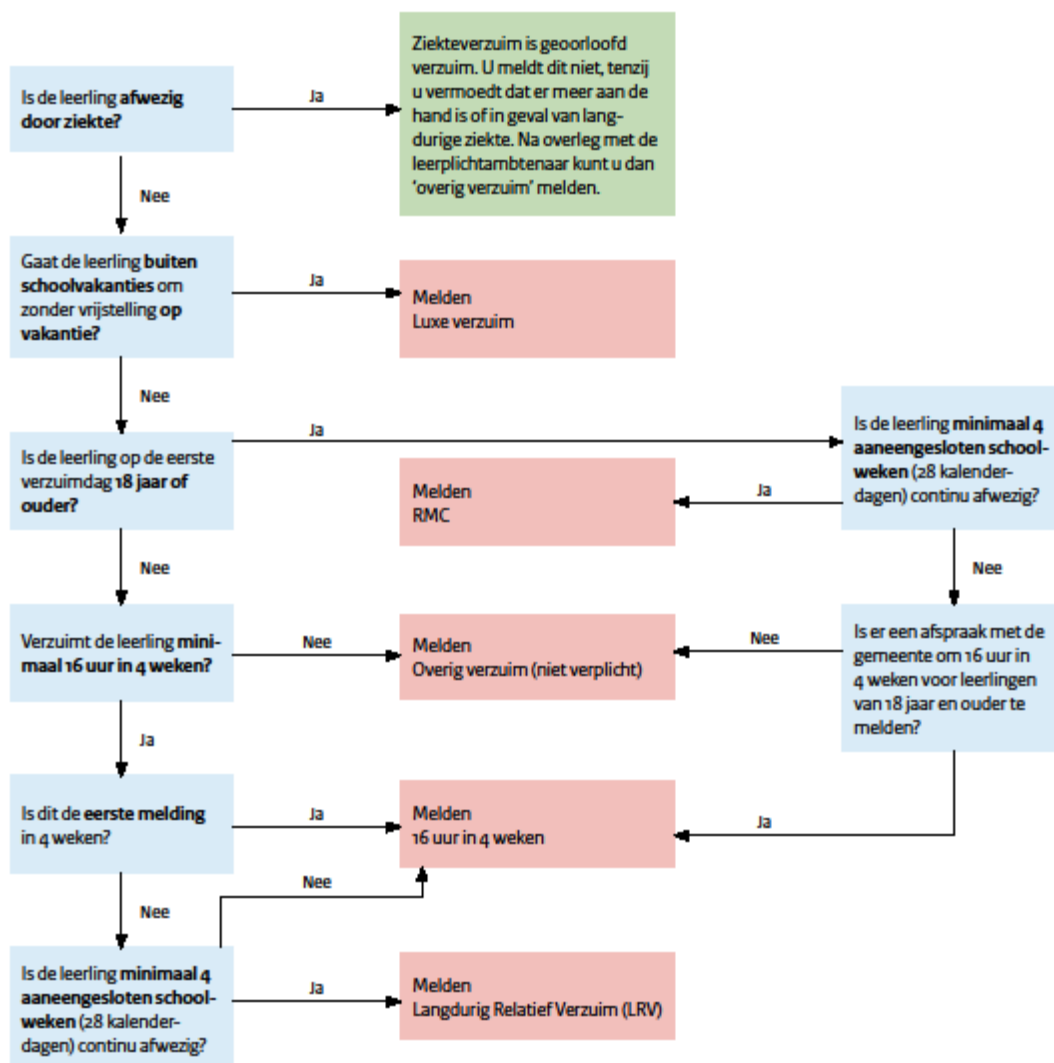 Is de leerling afwezig
door ziekte?
Ja
Ziekteverzuim is geoorloofd
verzuim. U meldt dit niet, tenzij
u vermoedt dat er meer aan de
hand is of in geval van lang-
durige ziekte. Na overleg met de
leerplichtambtenaar kunt u dan
‘overig verzuim’ melden.
Nee
Gaat de leerling buiten
schoolvakanties om
zonder vrijstelling op
vakantie?
Ja
Melden
Luxe verzuim
Nee
Is de leerling op de eerste
verzuimdag 18 jaar of
ouder?
Ja
Is de leerling minimaal 4
aaneengesloten school-
weken (28 kalender-
dagen) continu afwezig?
Ja
Melden
RMC
Nee
Nee
Verzuimt de leerling mini-
maal 16 uur in 4 weken?
Nee
Melden
Overig verzuim (niet verplicht)
Nee
Is er een afspraak met de
gemeente om 16 uur in
4 weken voor leerlingen
van 18 jaar en ouder te
melden?
Ja
Is dit de eerste melding
in 4 weken?
Ja
Melden
16 uur in 4 weken
Ja
Nee
Nee
Is de leerling minimaal 4
aaneengesloten school-
weken (28 kalender-
dagen) continu afwezig?
Ja
Melden
Langdurig Relatief Verzuim (LRV)